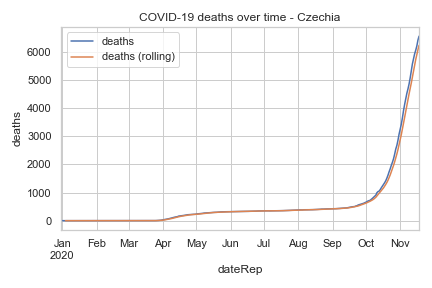 COVID-19 deaths over time - Czechia
deaths
deaths (rolling)
6000
5000
4000
3000
2000
1000
0
deaths
Jan Feb Mar Apr May Jun Jul Aug Sep Oct Nov
2020
dateRep